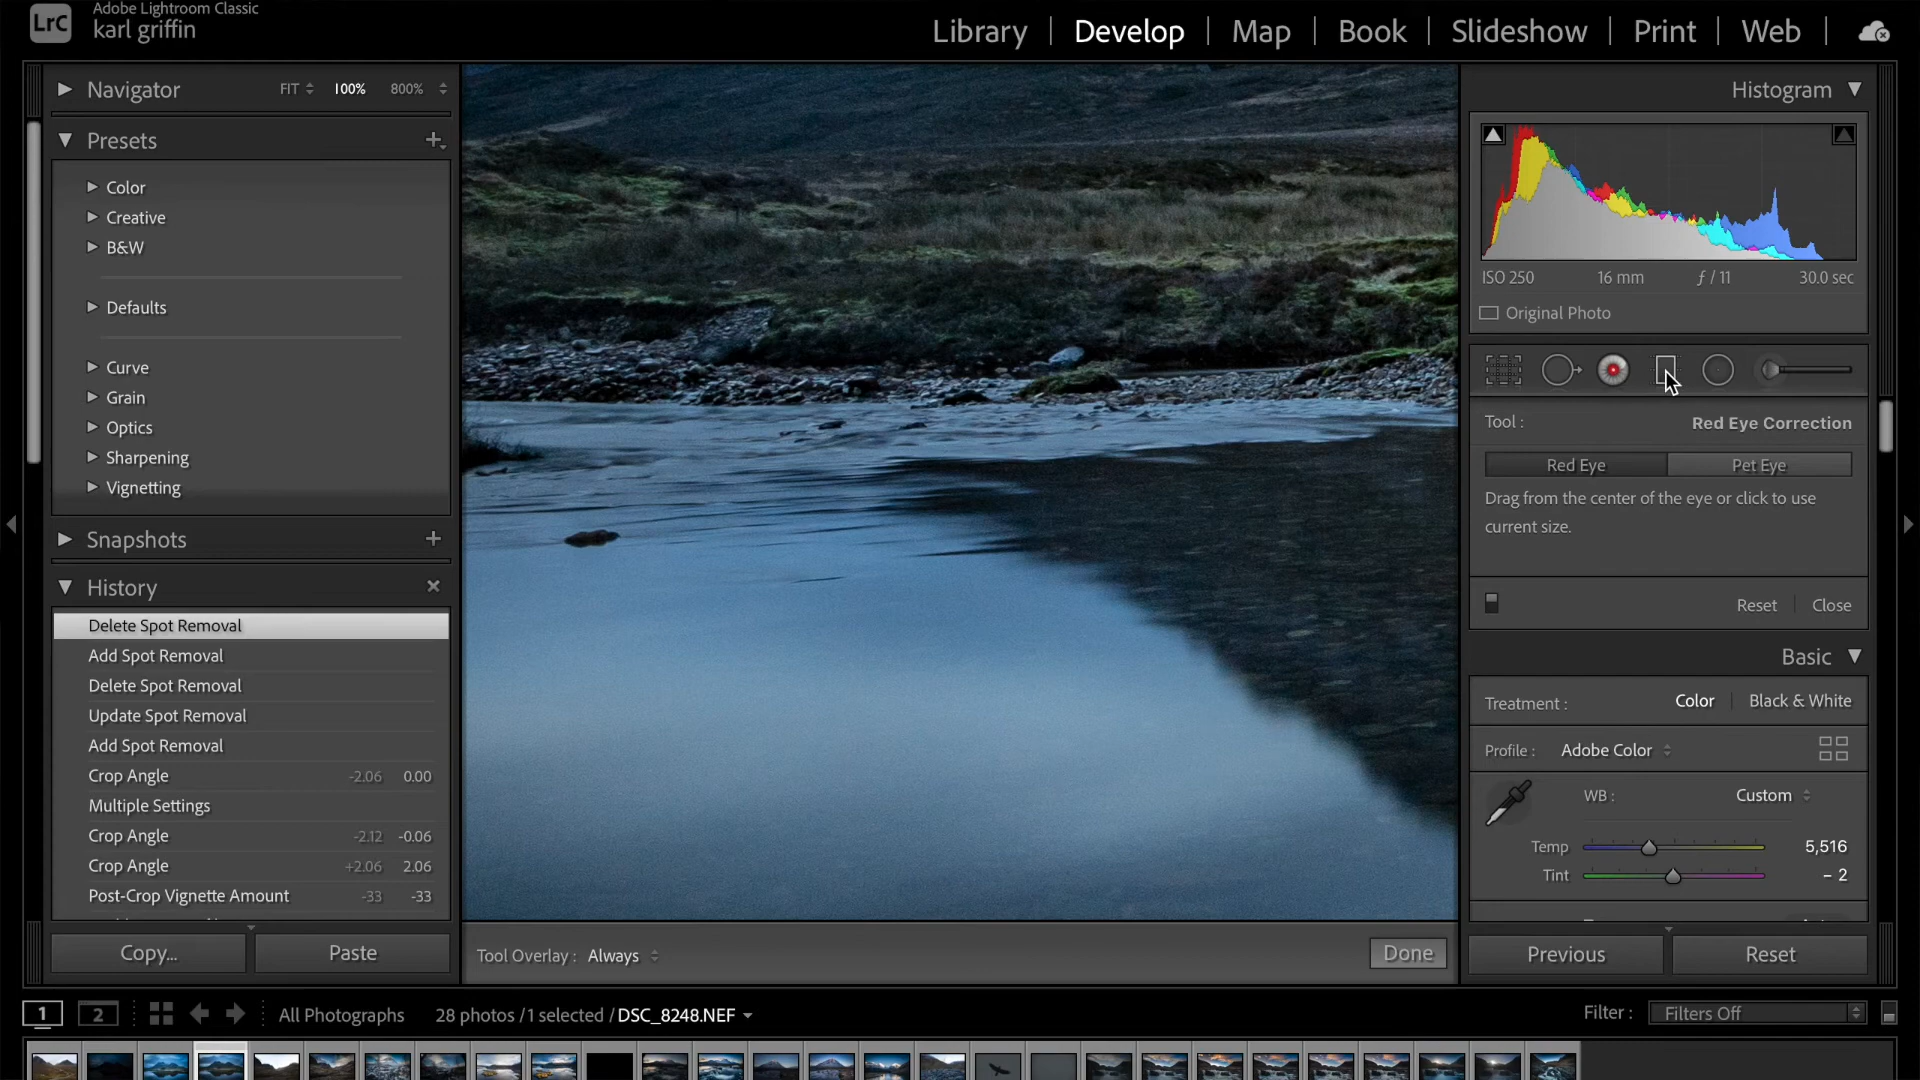 LrC
Adobe Lightroom Classic
karl griffin
Library | Develop | Map | Book | Slideshow | Print | Web
Navigator FIT 100% 800%
Presets
Color
Creative
B&W
Defaults
Curve
Grain
Optics
Sharpening
Vignetting
Snapshots
History
Delete Spot Removal
Add Spot Removal
Delete Spot Removal
Update Spot Removal
Add Spot Removal
Crop Angle -2.06 0.00
Multiple Settings
Crop Angle -2.12 -0.06
Crop Angle +2.06 2.06
Post-Crop Vignette Amount -33 -33
Copy... Paste
Tool Overlay : Always Done
Histogram
ISO 250 16 mm ƒ / 11 30.0 sec
Original Photo
Tool : Red Eye Correction
Red Eye Pet Eye
Drag from the center of the eye or click to use
current size.
Reset Close
Basic
Treatment : Color Black & White
Profile : Adobe Color
WB : Custom
Temp 5,516
Tint – 2
Previous Reset
1 2 All Photographs 28 photos /1 selected /DSC_8248.NEF
Filter : Filters Off